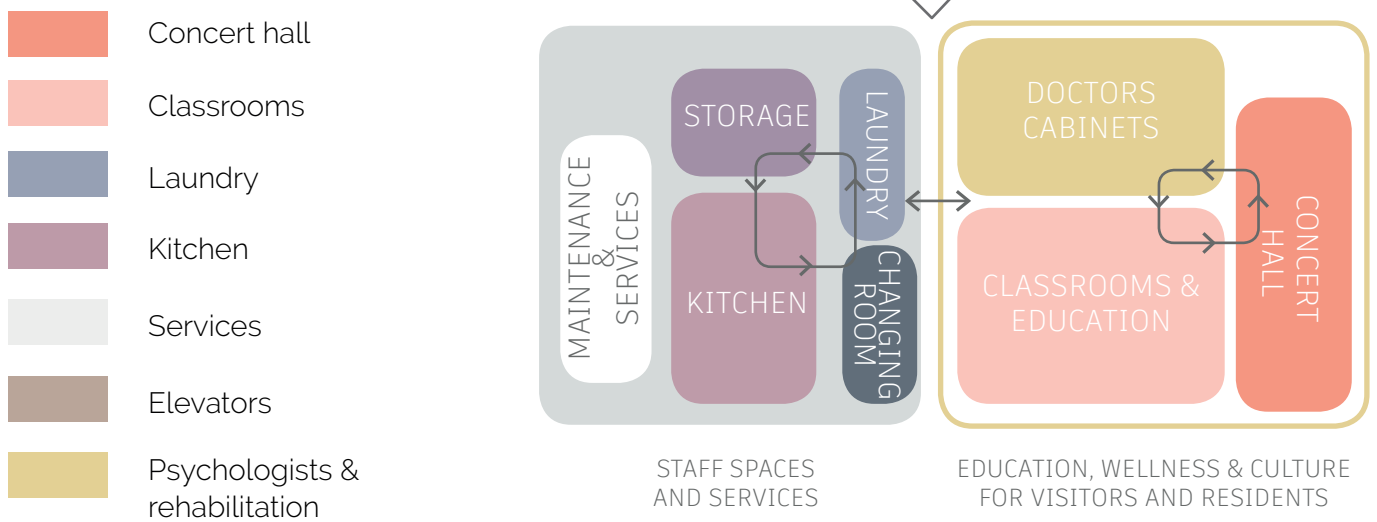 Concert hall
Classrooms
Laundry
Kitchen
Services
Elevators
Psychologists &
rehabilitation
MAINTENANCE
&
SERVICES
STORAGE
KITCHEN
LAUNDRY
CHANGING
ROOM
DOCTORS
CABINETS
CLASSROOMS &
EDUCATION
CONCERT
HALL
STAFF SPACES
AND SERVICES
EDUCATION, WELLNESS & CULTURE
FOR VISITORS AND RESIDENTS